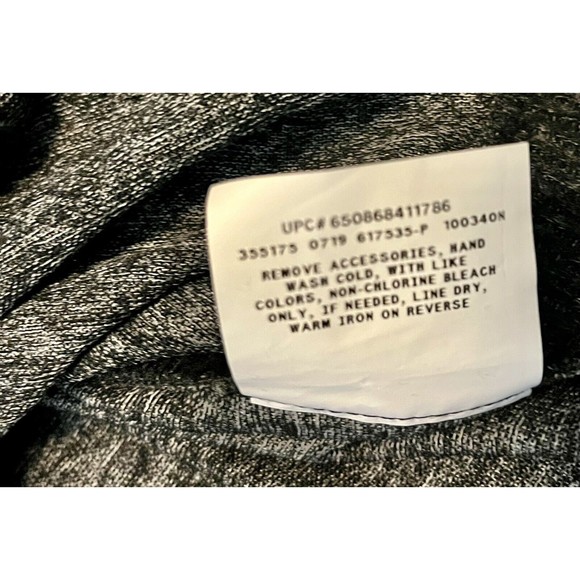 UPC# 650868411786
355175 0719 617535-P 100340N
REMOVE ACCESSORIES, HAND
WASH COLD, WITH LIKE
COLORS, NON-CHLORINE BLEACH
ONLY, IF NEEDED, LINE DRY,
WARM IRON ON REVERSE